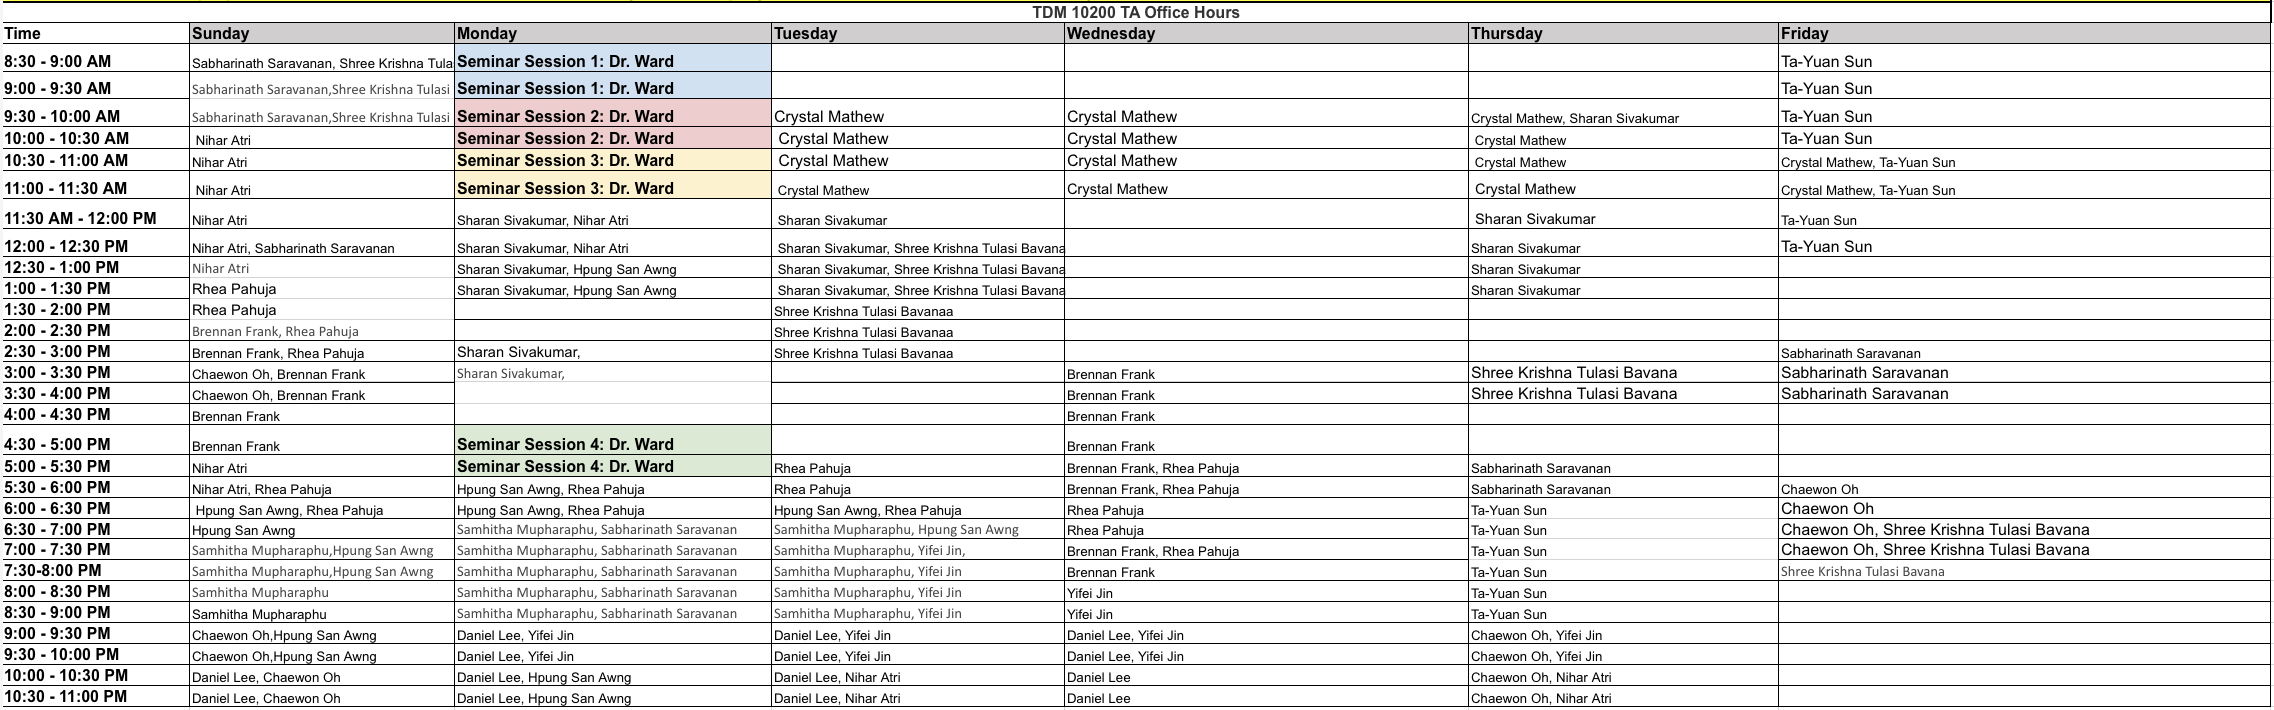 TDM 10200 TA Office Hours
Time Sunday Monday Tuesday Wednesday Thursday Friday
8:30 - 9:00 AM Sabharinath Saravanan, Shree Krishna Tula Seminar Session 1: Dr. Ward Ta-Yuan Sun
9:00 - 9:30 AM Sabharinath Saravanan,Shree Krishna Tulasi Seminar Session 1: Dr. Ward Ta-Yuan Sun
9:30 - 10:00 AM Sabharinath Saravanan,Shree Krishna Tulasi Seminar Session 2: Dr. Ward Crystal Mathew Crystal Mathew Crystal Mathew, Sharan Sivakumar Ta-Yuan Sun
10:00 - 10:30 AM Nihar Atri Seminar Session 2: Dr. Ward Crystal Mathew Crystal Mathew Crystal Mathew Ta-Yuan Sun
10:30 - 11:00 AM Nihar Atri Seminar Session 3: Dr. Ward Crystal Mathew Crystal Mathew Crystal Mathew Crystal Mathew, Ta-Yuan Sun
11:00 - 11:30 AM Nihar Atri Seminar Session 3: Dr. Ward Crystal Mathew Crystal Mathew Crystal Mathew Crystal Mathew, Ta-Yuan Sun
11:30 AM - 12:00 PM Nihar Atri Sharan Sivakumar, Nihar Atri Sharan Sivakumar Sharan Sivakumar Ta-Yuan Sun
12:00 - 12:30 PM Nihar Atri, Sabharinath Saravanan Sharan Sivakumar, Nihar Atri Sharan Sivakumar, Shree Krishna Tulasi Bavana Sharan Sivakumar Ta-Yuan Sun
12:30 - 1:00 PM Nihar Atri Sharan Sivakumar, Hpung San Awng Sharan Sivakumar, Shree Krishna Tulasi Bavana Sharan Sivakumar
1:00 - 1:30 PM Rhea Pahuja Sharan Sivakumar, Hpung San Awng Sharan Sivakumar, Shree Krishna Tulasi Bavana Sharan Sivakumar
1:30 - 2:00 PM Rhea Pahuja Shree Krishna Tulasi Bavanaa
2:00 - 2:30 PM Brennan Frank, Rhea Pahuja Shree Krishna Tulasi Bavanaa
2:30 - 3:00 PM Brennan Frank, Rhea Pahuja Sharan Sivakumar, Shree Krishna Tulasi Bavanaa Sabharinath Saravanan
3:00 - 3:30 PM Chaewon Oh, Brennan Frank Sharan Sivakumar, Brennan Frank Shree Krishna Tulasi Bavana Sabharinath Saravanan
3:30 - 4:00 PM Chaewon Oh, Brennan Frank Brennan Frank Shree Krishna Tulasi Bavana Sabharinath Saravanan
4:00 - 4:30 PM Brennan Frank Brennan Frank
4:30 - 5:00 PM Brennan Frank Seminar Session 4: Dr. Ward Brennan Frank
5:00 - 5:30 PM Nihar Atri Seminar Session 4: Dr. Ward Rhea Pahuja Brennan Frank, Rhea Pahuja Sabharinath Saravanan
5:30 - 6:00 PM Nihar Atri, Rhea Pahuja Hpung San Awng, Rhea Pahuja Rhea Pahuja Brennan Frank, Rhea Pahuja Sabharinath Saravanan Chaewon Oh
6:00 - 6:30 PM Hpung San Awng, Rhea Pahuja Hpung San Awng, Rhea Pahuja Hpung San Awng, Rhea Pahuja Rhea Pahuja Ta-Yuan Sun Chaewon Oh
6:30 - 7:00 PM Hpung San Awng Samhitha Mupharaphu, Sabharinath Saravanan Samhitha Mupharaphu, Hpung San Awng Rhea Pahuja Ta-Yuan Sun Chaewon Oh, Shree Krishna Tulasi Bavana
7:00 - 7:30 PM Samhitha Mupharaphu,Hpung San Awng Samhitha Mupharaphu, Sabharinath Saravanan Samhitha Mupharaphu, Yifei Jin, Brennan Frank, Rhea Pahuja Ta-Yuan Sun Chaewon Oh, Shree Krishna Tulasi Bavana
7:30-8:00 PM Samhitha Mupharaphu,Hpung San Awng Samhitha Mupharaphu, Sabharinath Saravanan Samhitha Mupharaphu, Yifei Jin Brennan Frank Ta-Yuan Sun Shree Krishna Tulasi Bavana
8:00 - 8:30 PM Samhitha Mupharaphu Samhitha Mupharaphu, Sabharinath Saravanan Samhitha Mupharaphu, Yifei Jin Yifei Jin Ta-Yuan Sun
8:30 - 9:00 PM Samhitha Mupharaphu Samhitha Mupharaphu, Sabharinath Saravanan Samhitha Mupharaphu, Yifei Jin Yifei Jin Ta-Yuan Sun
9:00 - 9:30 PM Chaewon Oh,Hpung San Awng Daniel Lee, Yifei Jin Daniel Lee, Yifei Jin Daniel Lee, Yifei Jin Chaewon Oh, Yifei Jin
9:30 - 10:00 PM Chaewon Oh,Hpung San Awng Daniel Lee, Yifei Jin Daniel Lee, Yifei Jin Daniel Lee, Yifei Jin Chaewon Oh, Yifei Jin
10:00 - 10:30 PM Daniel Lee, Chaewon Oh Daniel Lee, Hpung San Awng Daniel Lee, Nihar Atri Daniel Lee Chaewon Oh, Nihar Atri
10:30 - 11:00 PM Daniel Lee, Chaewon Oh Daniel Lee, Hpung San Awng Daniel Lee, Nihar Atri Daniel Lee Chaewon Oh, Nihar Atri